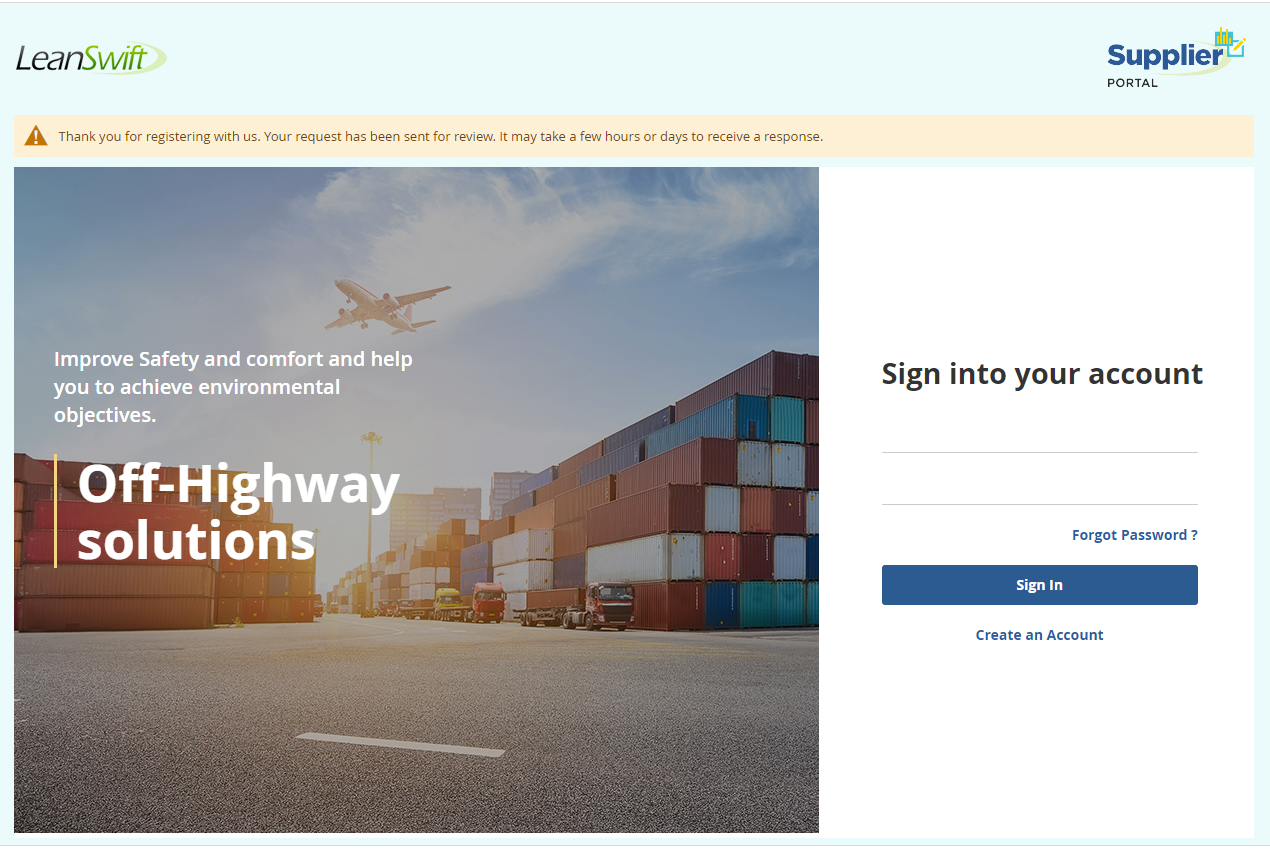 LeanSwift
Supplier
PORTAL
Thank you for registering with us. Your request has been sent for review. It may take a few hours or days to receive a response.
Improve Safety and comfort and help
you to achieve environmental
objectives.
Off-Highway
solutions
Sign into your account
Forgot Password ?
Sign In
Create an Account